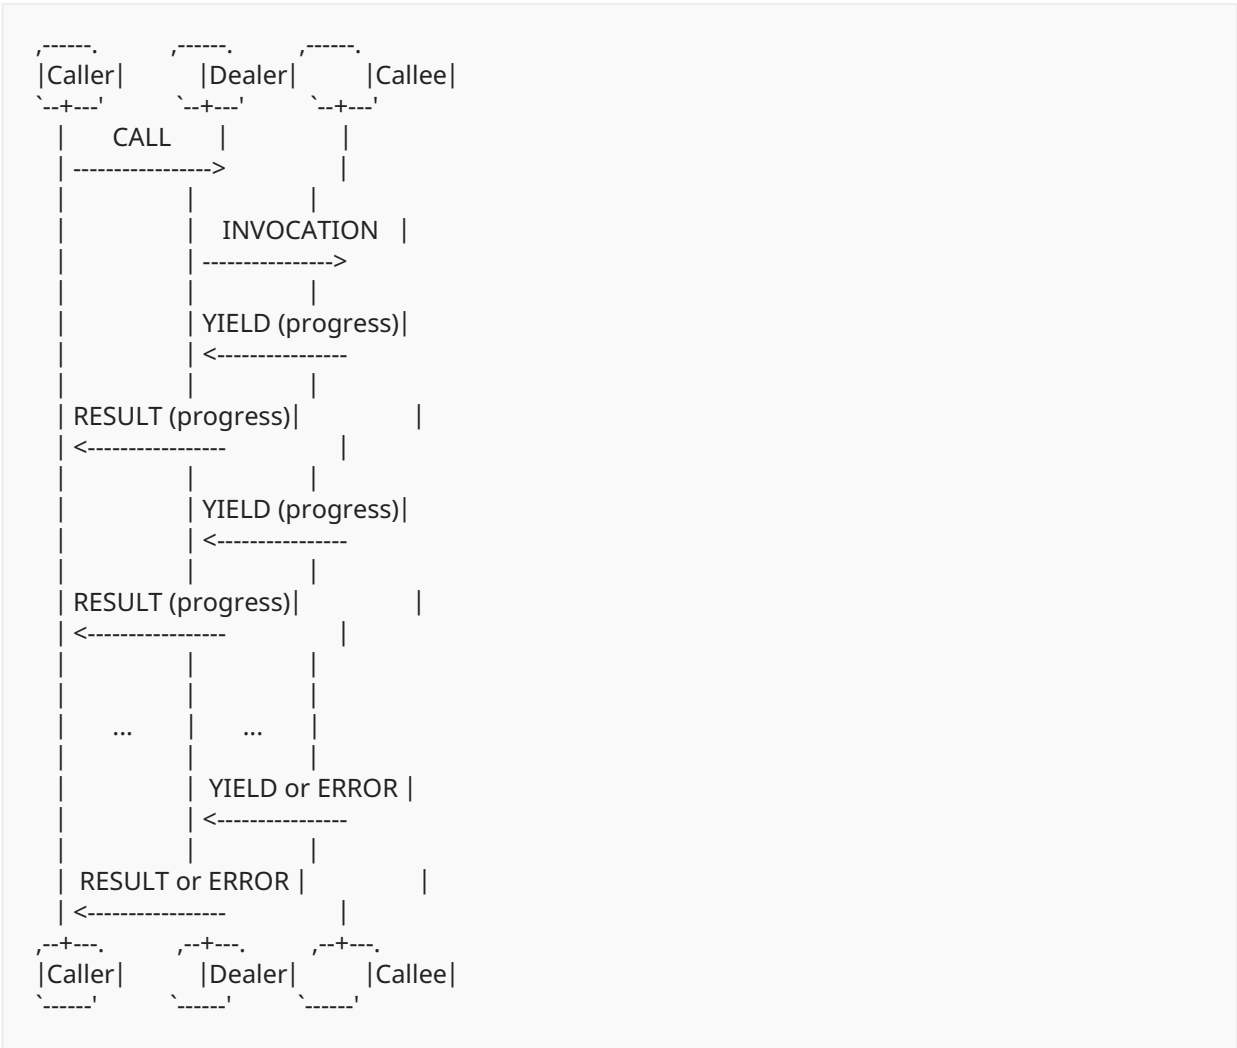 ,------.          ,------.         ,------.
|Caller|          |Dealer|         |Callee|
`--+---'          `--+---'         `--+---'
   |       CALL       |                |
   | ----------------->                |
   |                  |                |
   |                  |    INVOCATION   |
   |                  | ---------------->
   |                  |                |
   |                  | YIELD (progress)|
   |                  | <----------------
   |                  |                |
   | RESULT (progress)|                 |
   | <-----------------                |
   |                  |                |
   |                  | YIELD (progress)|
   |                  | <----------------
   |                  |                |
   | RESULT (progress)|                 |
   | <-----------------                |
   |                  |                |
   |                  |                |
   |       ...        |       ...      |
   |                  |                |
   |                  |  YIELD or ERROR |
   |                  | <----------------
   |                  |                |
   |  RESULT or ERROR |                 |
   | <-----------------                |
,--+---.          ,--+---.         ,--+---.
|Caller|          |Dealer|         |Callee|
`------'          `------'         `------'